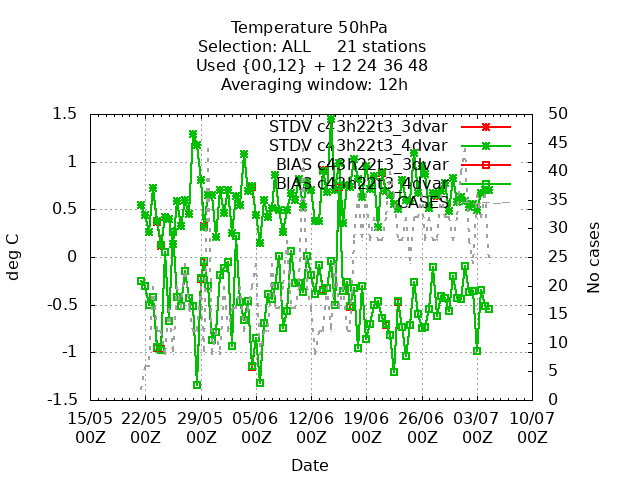 Temperature 50hPa
Selection: ALL     21 stations
Used {00,12} + 12 24 36 48
Averaging window: 12h
STDV c43h22t3_3dvar
STDV c43h22t3_4dvar
BIAS c43h22t3_3dvar
BIAS c43h22t3_4dvar
CASES
deg C
1.5
1
0.5
0
-0.5
-1
-1.5
No cases
50
45
40
35
30
25
20
15
10
5
0
15/05 22/05 29/05 05/06 12/06 19/06 26/06 03/07 10/07
00Z 00Z 00Z 00Z 00Z 00Z 00Z 00Z 00Z
Date